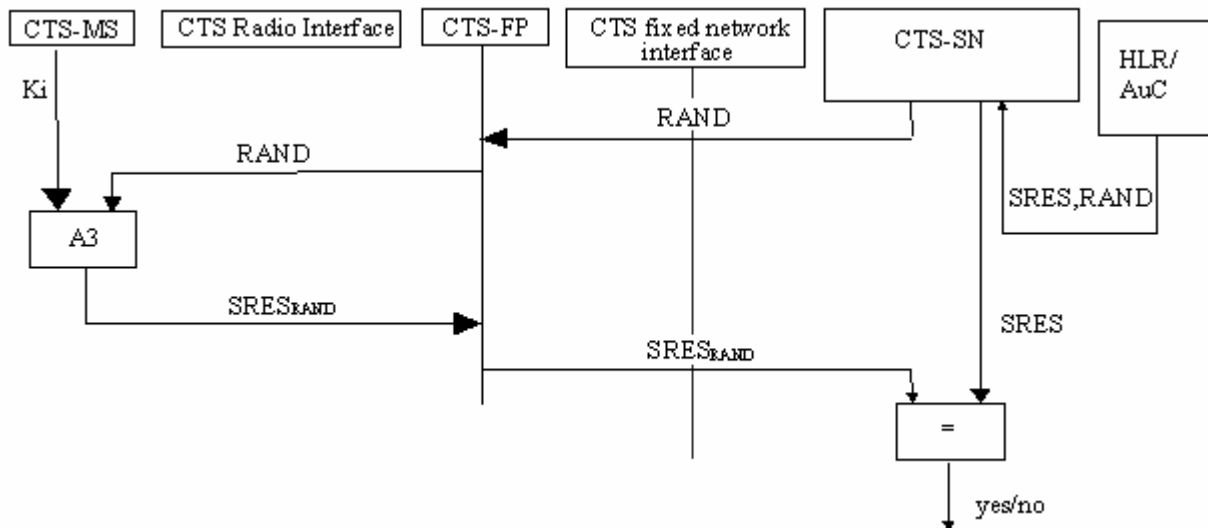 CTS-MS
CTS Radio Interface
CTS-FP
CTS fixed network
interface
CTS-SN
HLR/
AuC
Ki
RAND
RAND
SRES,RAND
A3
SRESRAND
SRES
SRESRAND
=
yes/no